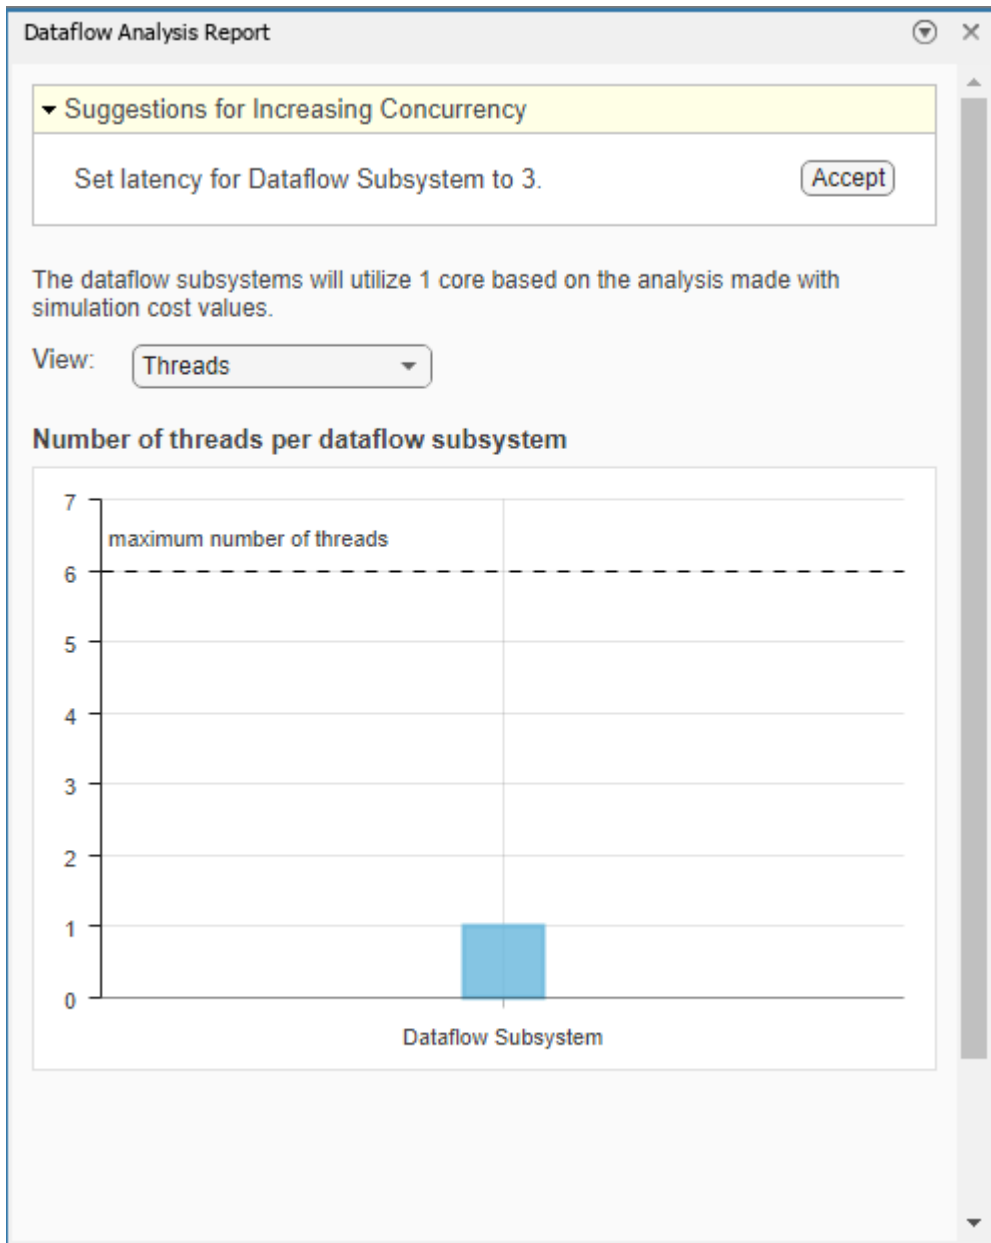 Dataflow Analysis Report
Suggestions for Increasing Concurrency
Set latency for Dataflow Subsystem to 3.
Accept
The dataflow subsystems will utilize 1 core based on the analysis made with
simulation cost values.
View:
Threads
Number of threads per dataflow subsystem
7
maximum number of threads
6
5
4
3
2
1
0
Dataflow Subsystem